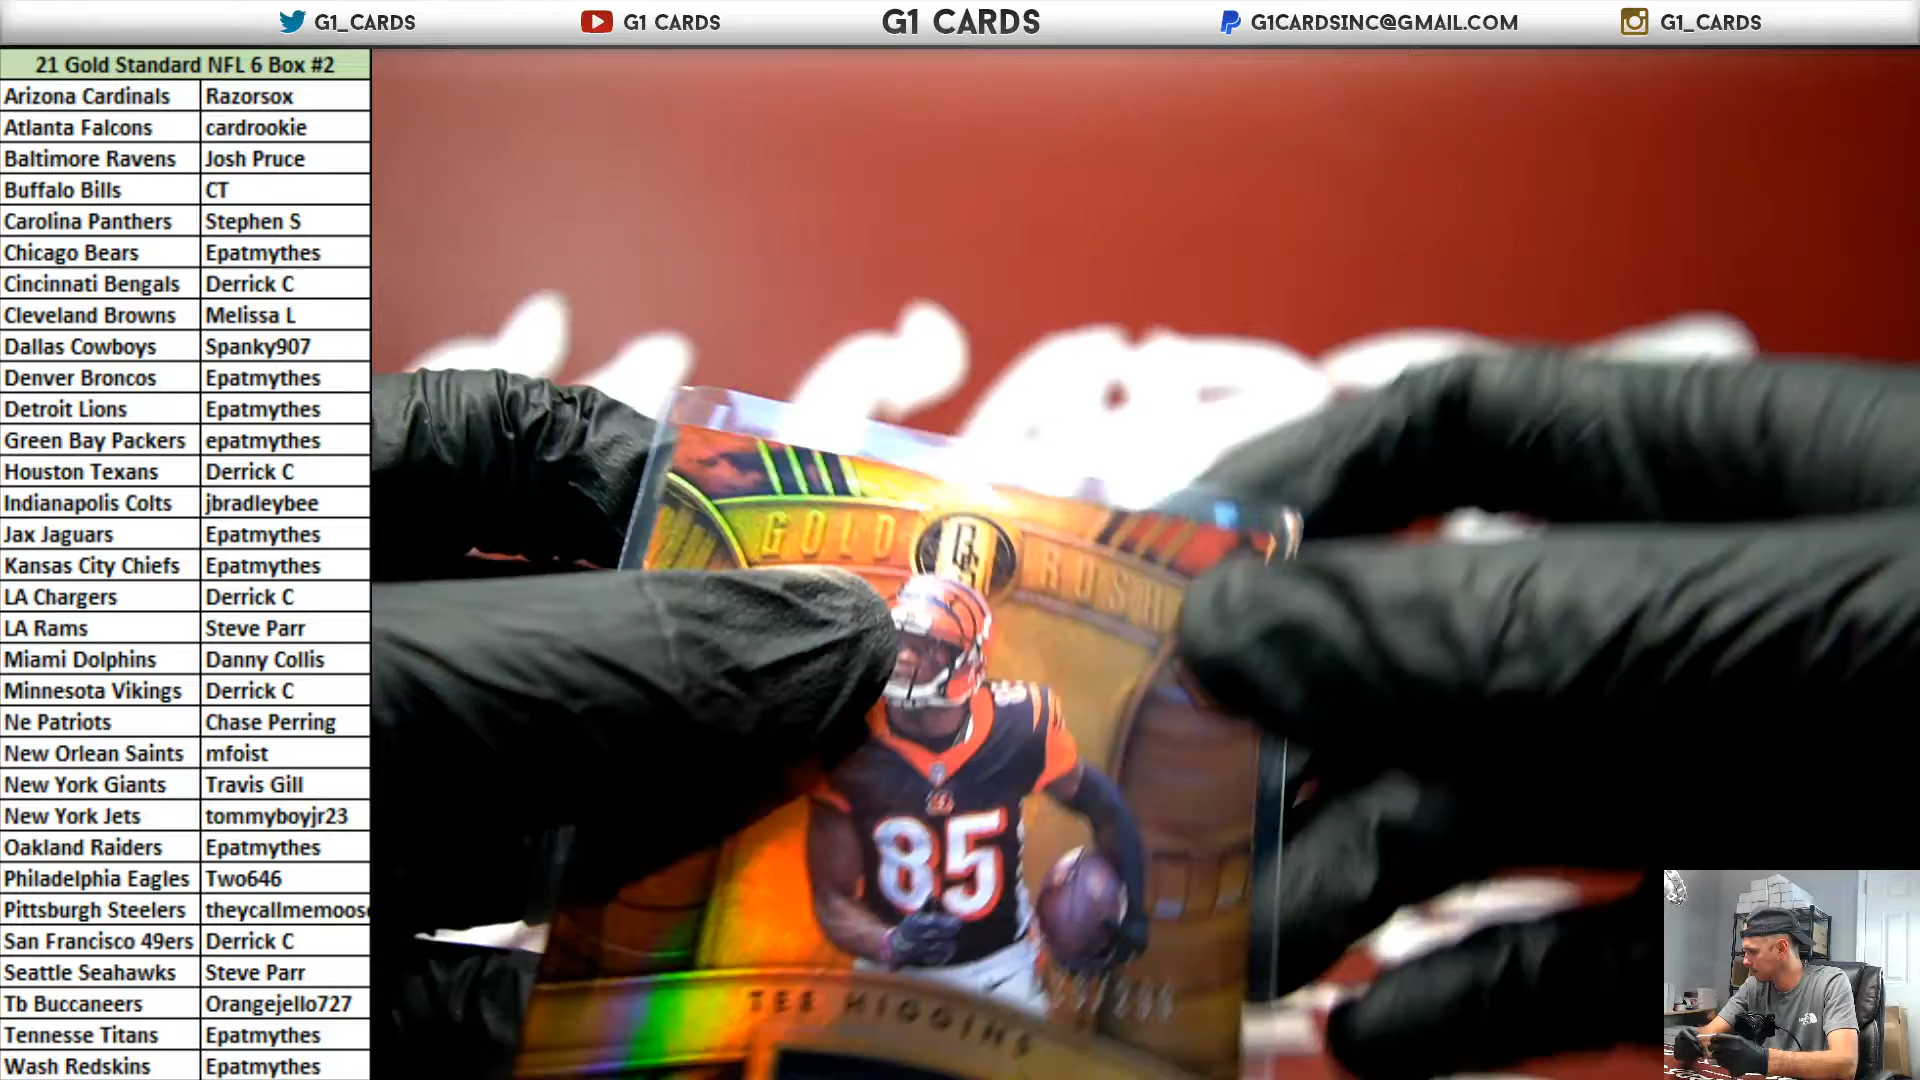 G1_CARDS G1 CARDS G1 CARDS G1CARDSINC@GMAIL.COM G1_CARDS
21 Gold Standard NFL 6 Box #2
Arizona Cardinals Razorsox
Atlanta Falcons cardrookie
Baltimore Ravens Josh Pruce
Buffalo Bills CT
Carolina Panthers Stephen S
Chicago Bears Epatmythes
Cincinnati Bengals Derrick C
Cleveland Browns Melissa L
Dallas Cowboys Spanky907
Denver Broncos Epatmythes
Detroit Lions Epatmythes
Green Bay Packers epatmythes
Houston Texans Derrick C
Indianapolis Colts jbradleybee
Jax Jaguars Epatmythes
Kansas City Chiefs Epatmythes
LA Chargers Derrick C
LA Rams Steve Parr
Miami Dolphins Danny Collis
Minnesota Vikings Derrick C
Ne Patriots Chase Perring
New Orlean Saints mfoist
New York Giants Travis Gill
New York Jets tommyboyjr23
Oakland Raiders Epatmythes
Philadelphia Eagles Two646
Pittsburgh Steelers theycallmemoose
San Francisco 49ers Derrick C
Seattle Seahawks Steve Parr
Tb Buccaneers Orangejello727
Tennesse Titans Epatmythes
Wash Redskins Epatmythes
GOLD GS RUSH
85
TEE HIGGINS